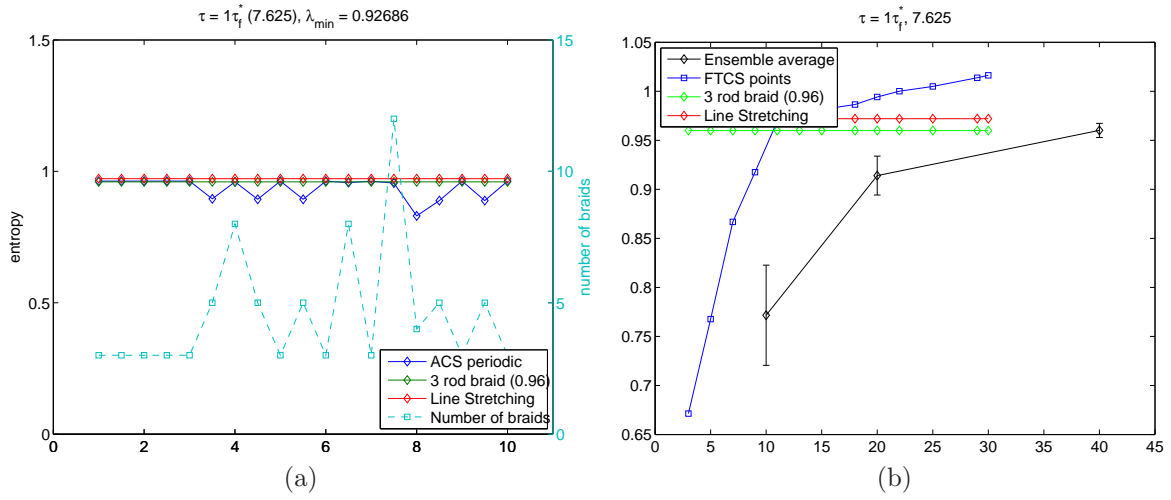 τ = 1τ*f (7.625), λmin = 0.92686
1.5
1
0.5
0
entropy
15
10
5
0
number of braids
ACS periodic
3 rod braid (0.96)
Line Stretching
Number of braids
0 2 4 6 8 10
(a)
τ = 1τ*f, 7.625
1.05
1
0.95
0.9
0.85
0.8
0.75
0.7
0.65
Ensemble average
FTCS points
3 rod braid (0.96)
Line Stretching
0 5 10 15 20 25 30 35 40 45
(b)